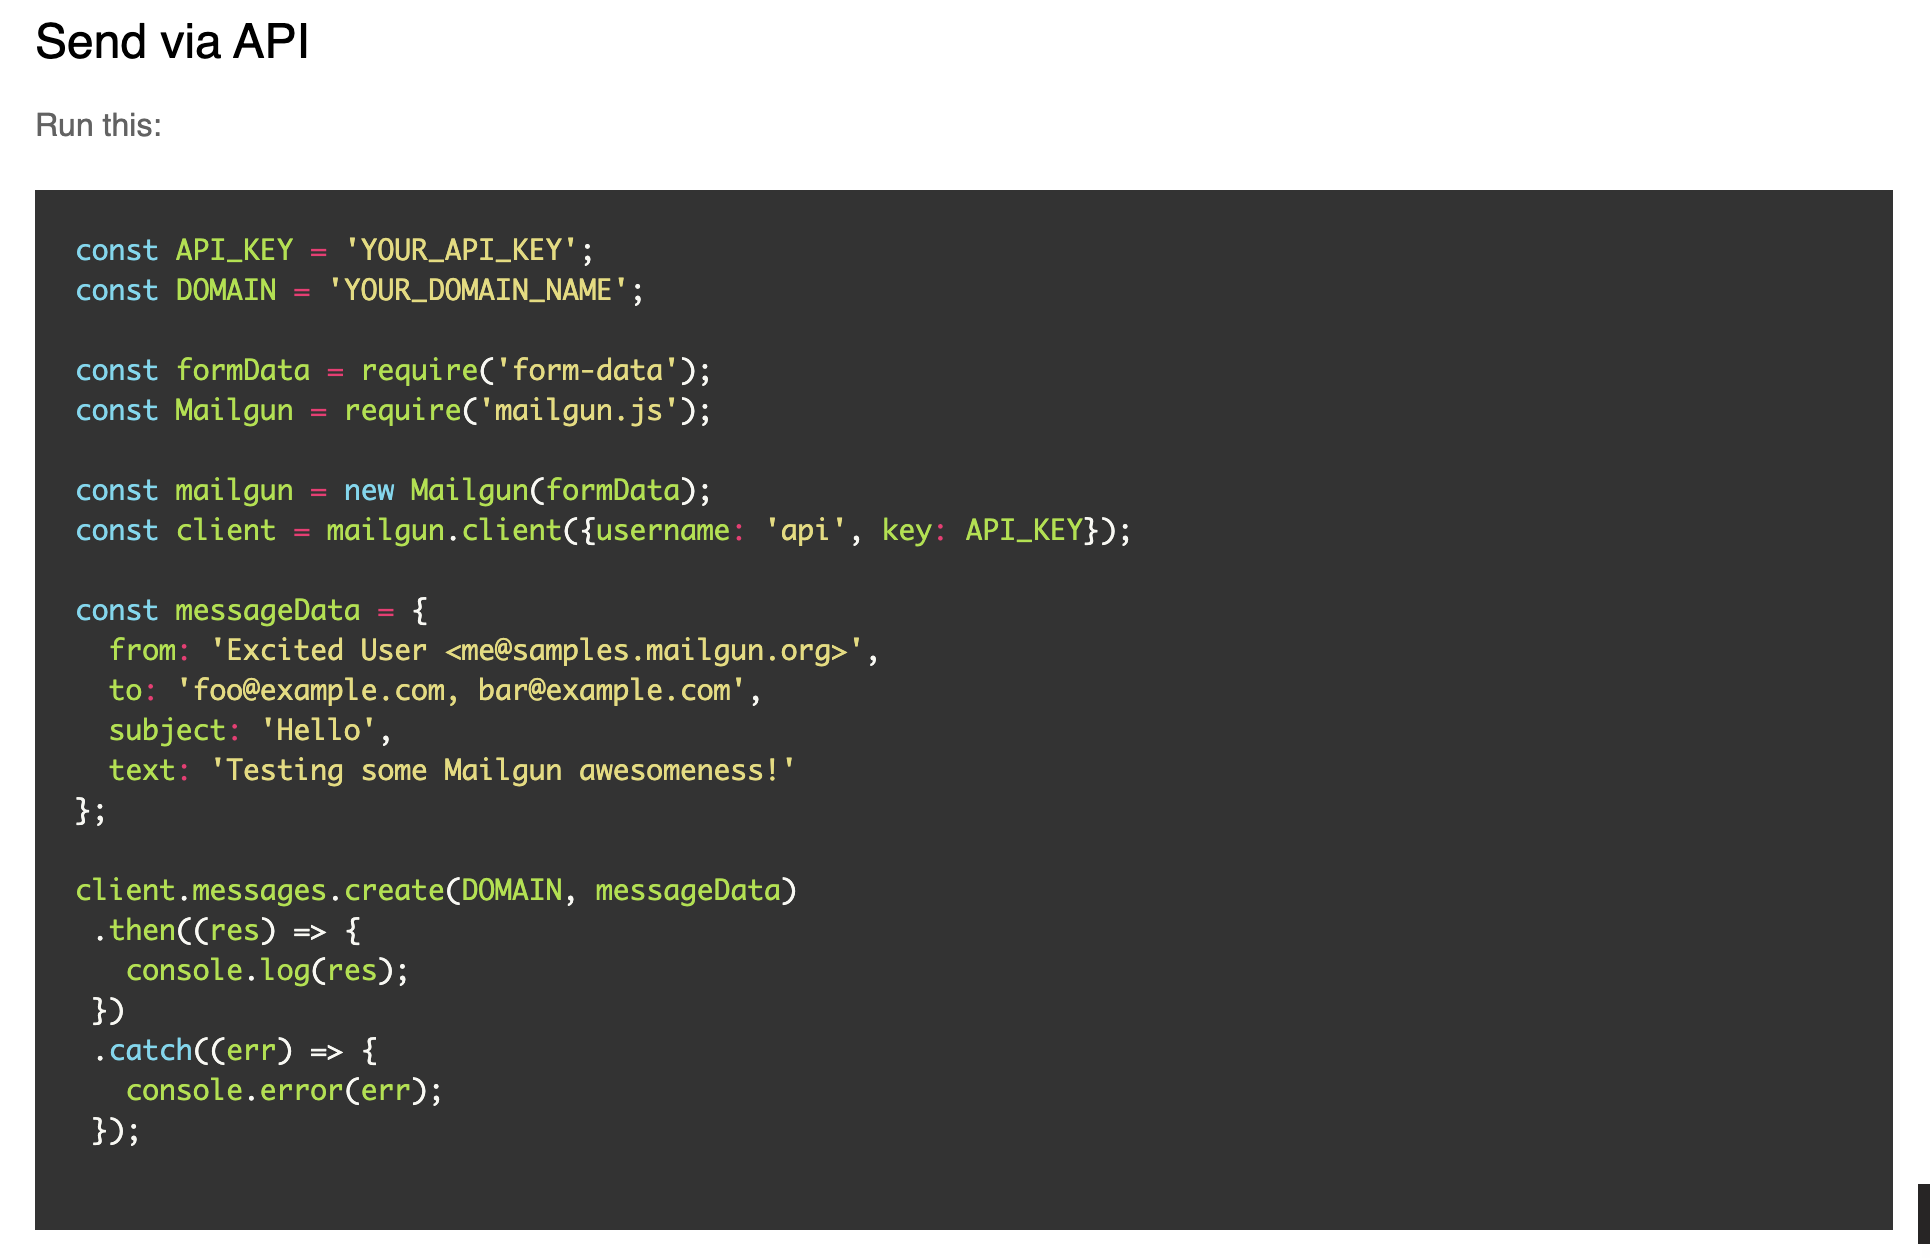 Send via API
Run this:
const API_KEY = 'YOUR_API_KEY';
const DOMAIN = 'YOUR_DOMAIN_NAME';
const formData = require('form-data');
const Mailgun = require('mailgun.js');
const mailgun = new Mailgun(formData);
const client = mailgun.client({username: 'api', key: API_KEY});
const messageData = {
  from: 'Excited User <me@samples.mailgun.org>',
  to: 'foo@example.com, bar@example.com',
  subject: 'Hello',
  text: 'Testing some Mailgun awesomeness!'
};
client.messages.create(DOMAIN, messageData)
 .then((res) => {
   console.log(res);
 })
 .catch((err) => {
   console.error(err);
 });